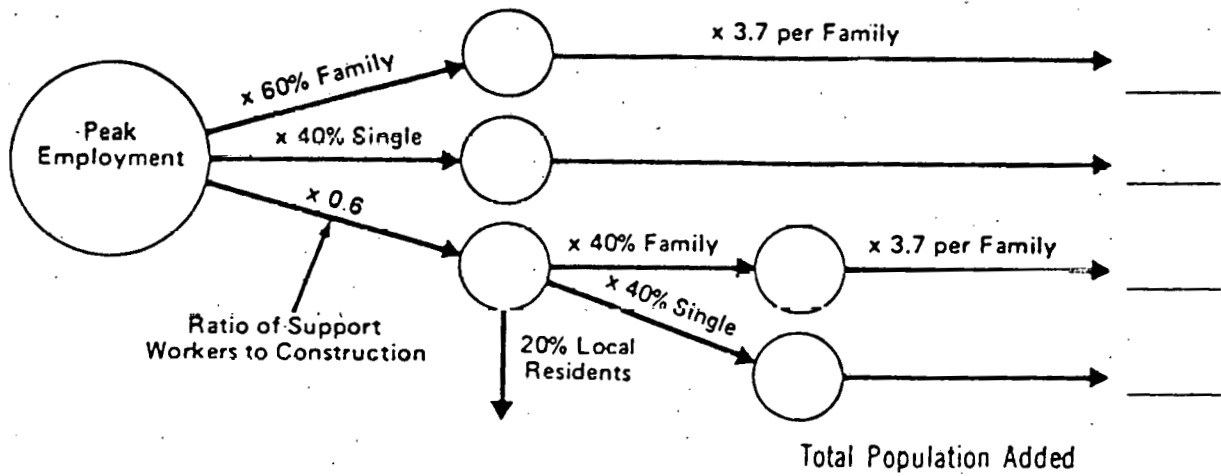 x 3.7 per Family
x 60% Family
Peak
Employment
x 40% Single
x 0.6
x 40% Family
x 3.7 per Family
x 40% Single
Ratio of Support
Workers to Construction
20% Local
Residents
Total Population Added